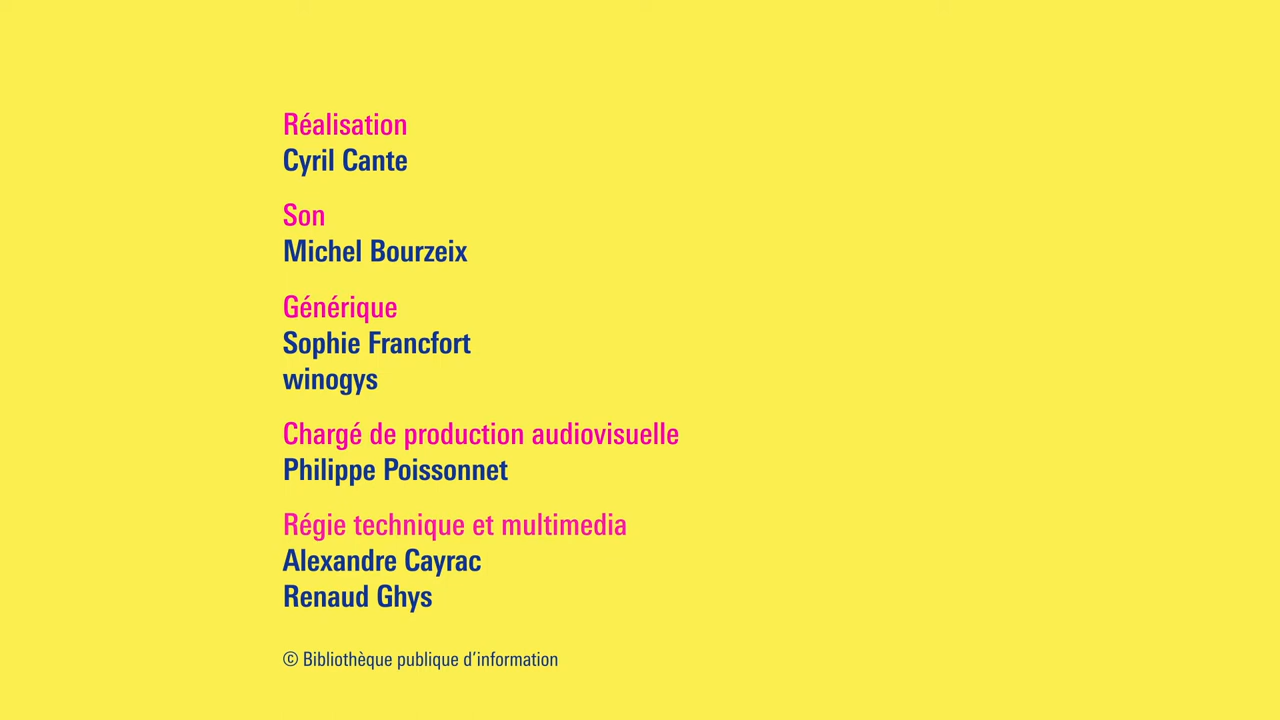 Réalisation
Cyril Cante
Son
Michel Bourzeix
Générique
Sophie Francfort
winogys
Chargé de production audiovisuelle
Philippe Poissonnet
Régie technique et multimedia
Alexandre Cayrac
Renaud Ghys
© Bibliothèque publique d’information